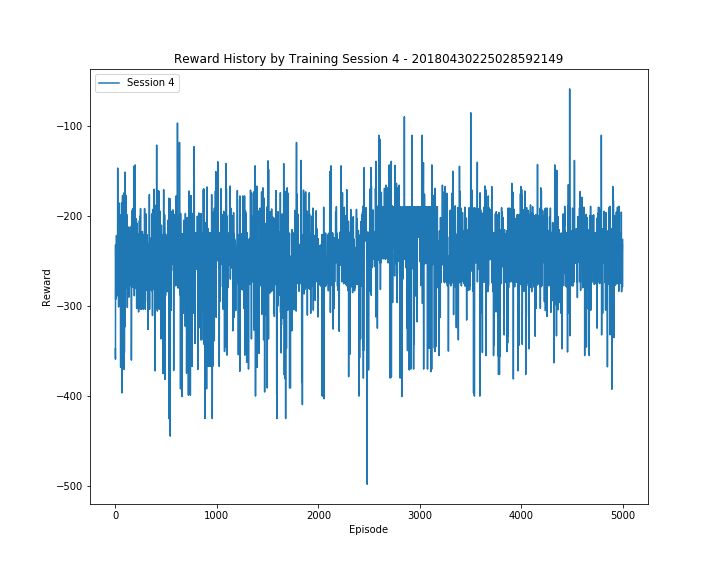 Reward History by Training Session 4 - 20180430225028592149
Session 4
−100
−200
−300
−400
−500
Reward
0
1000
2000
3000
4000
5000
Episode